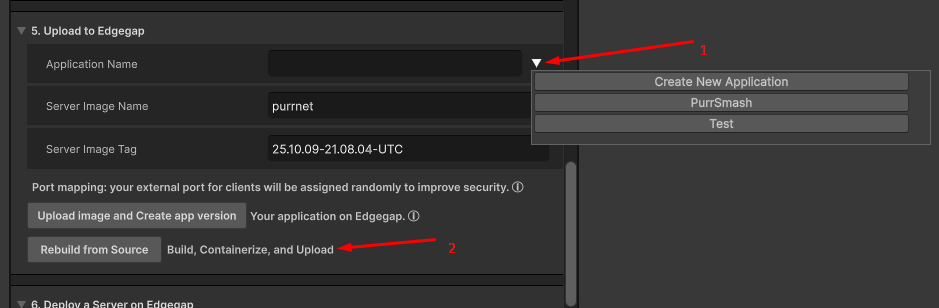 5. Upload to Edgegap
1
Application Name
Create New Application
PurrSmash
Test
Server Image Name
purrnet
Server Image Tag
25.10.09-21.08.04-UTC
Port mapping: your external port for clients will be assigned randomly to improve security. ⓘ
Upload image and Create app version Your application on Edgegap. ⓘ
Rebuild from Source Build, Containerize, and Upload
2
6. Deploy a Server on Edgegap